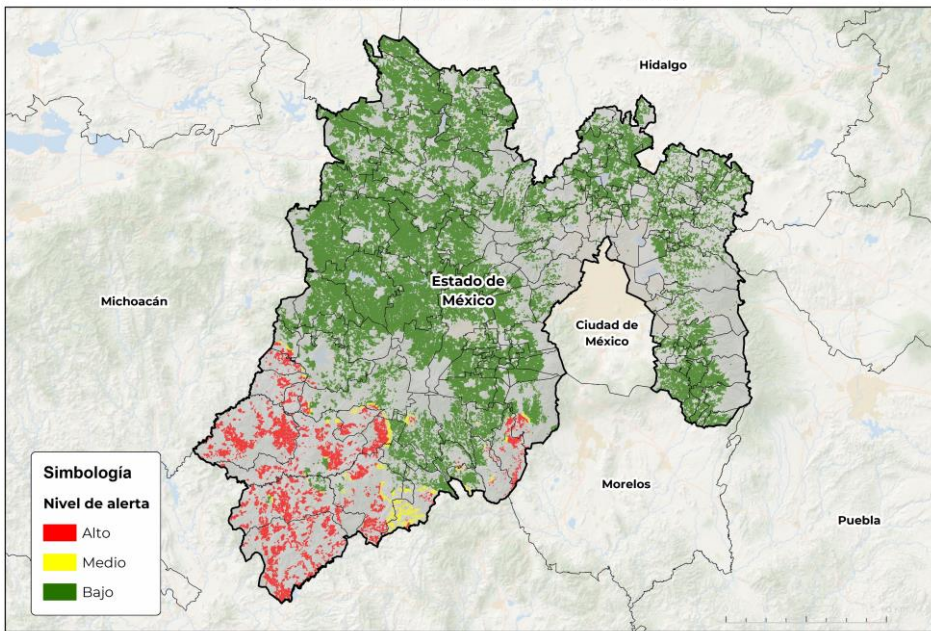 Hidalgo
Estado de
México
Michoacán
Ciudad de
México
Morelos
Puebla
Simbología
Nivel de alerta
Alto
Medio
Bajo